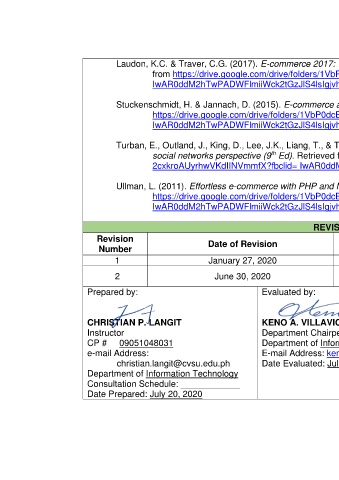 Laudon, K.C. & Traver, C.G. (2017). E-commerce 2017:
from https://drive.google.com/drive/folders/1VbP
IwAR0ddM2hTwPADWFlmiiWck2tGzJlS4lsIgjvh
Stuckenschmidt, H. & Jannach, D. (2015). E-commerce a
https://drive.google.com/drive/folders/1VbP0dcE
IwAR0ddM2hTwPADWFlmiiWck2tGzJlS4lsIgjvh
Turban, E., Outland, J., King, D., Lee, J.K., Liang, T., & T
social networks perspective (9th Ed). Retrieved f
2cxkroAUyrhwVKdIlNVmmfX?fbclid= IwAR0ddM
Ullman, L. (2011). Effortless e-commerce with PHP and M
https://drive.google.com/drive/folders/1VbP0dcE
IwAR0ddM2hTwPADWFlmiiWck2tGzJlS4lsIgjvh
REVIS
Revision Number Date of Revision
1 January 27, 2020
2 June 30, 2020
Prepared by: Evaluated by:
CHRISTIAN P. LANGIT KENO A. VILLAVIC
Instructor Department Chairpe
CP # 09051048031 Department of Infor
e-mail Address: E-mail Address: ken
christian.langit@cvsu.edu.ph Date Evaluated: Jul
Department of Information Technology
Consultation Schedule:
Date Prepared: July 20, 2020